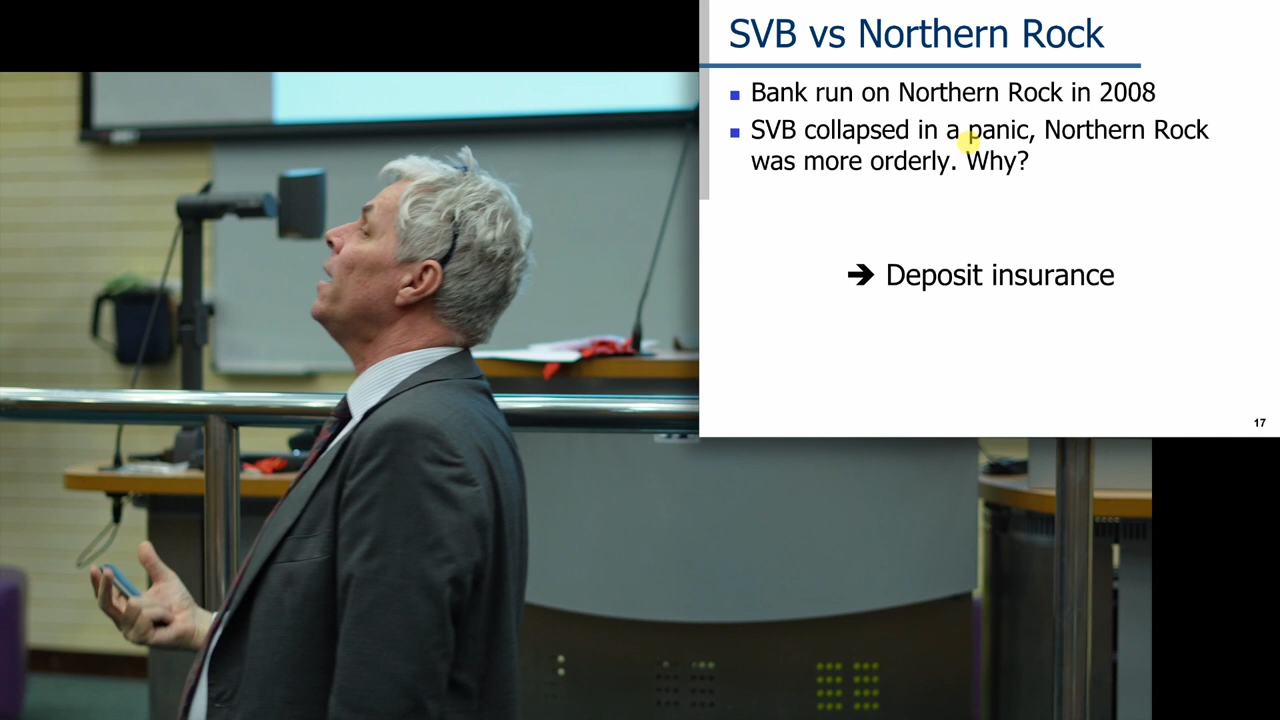 SVB vs Northern Rock
Bank run on Northern Rock in 2008
SVB collapsed in a panic, Northern Rock
was more orderly. Why?
➔ Deposit insurance
17